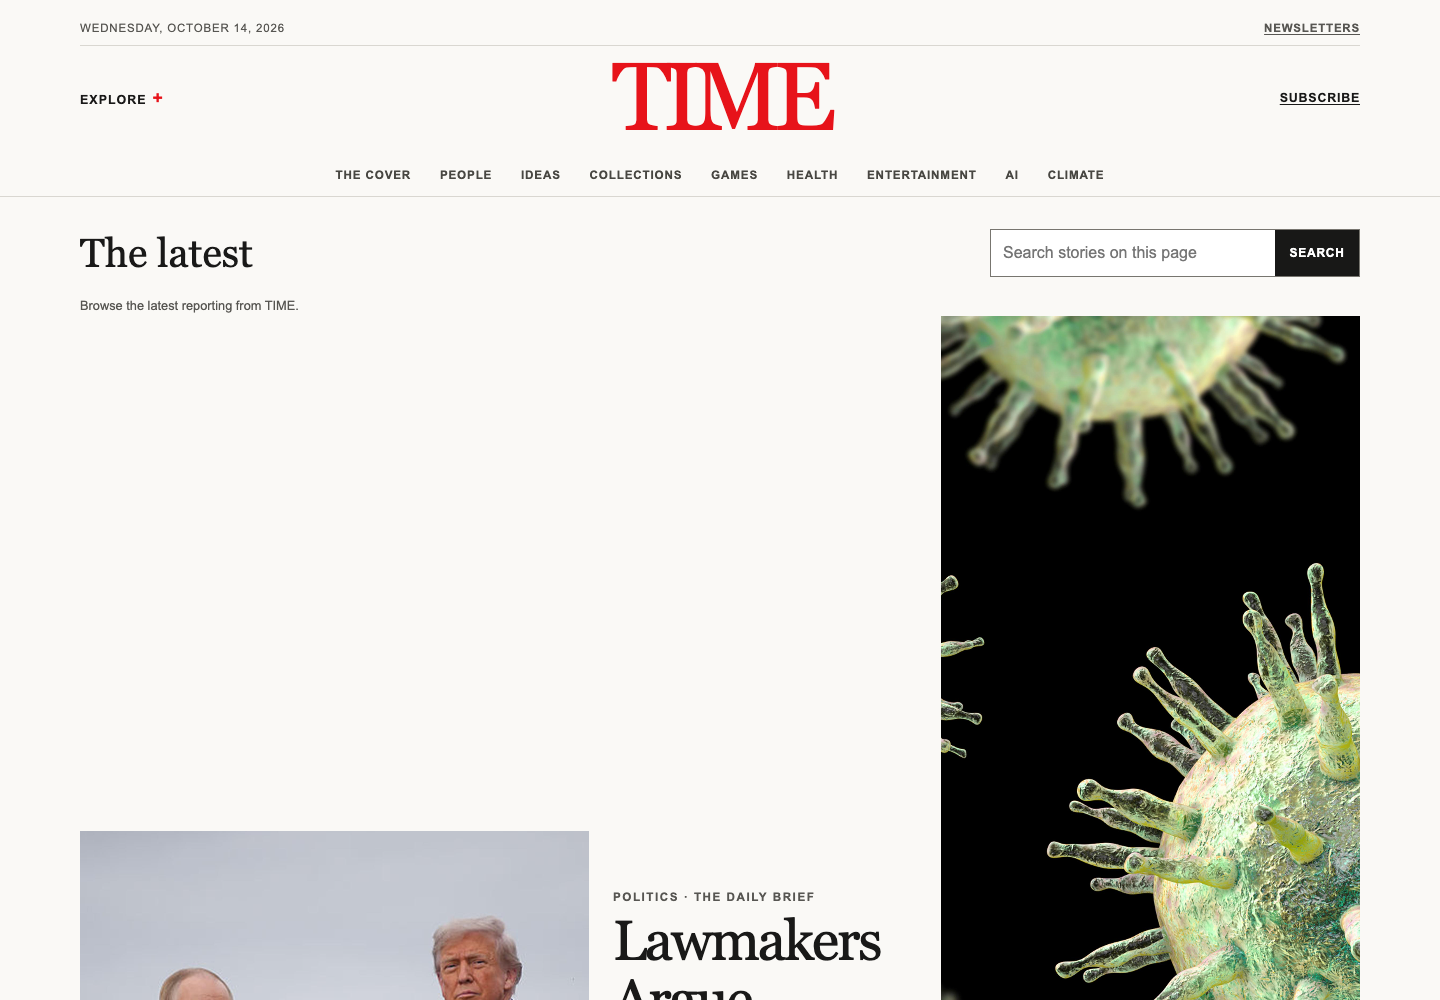 WEDNESDAY, OCTOBER 14, 2026
NEWSLETTERS
EXPLORE +
TIME
SUBSCRIBE
THE COVER PEOPLE IDEAS COLLECTIONS GAMES HEALTH ENTERTAINMENT AI CLIMATE
The latest
Search stories on this page
SEARCH
Browse the latest reporting from TIME.
POLITICS · THE DAILY BRIEF
Lawmakers
Argue